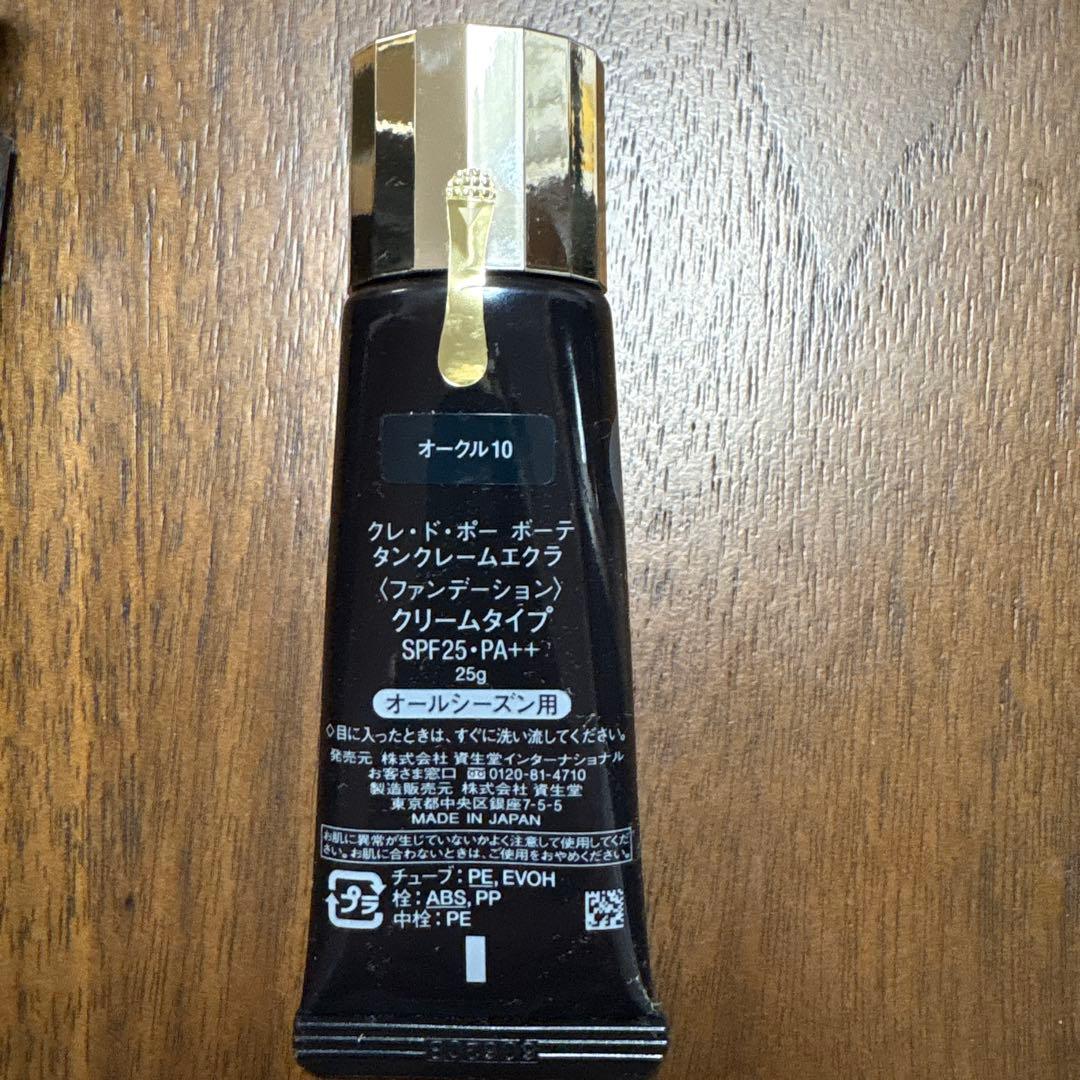 オークル10
クレ・ド・ポー ボーテ
タンクレームエクラ
〈ファンデーション〉
クリームタイプ
SPF25・PA++
25g
オールシーズン用
◇目に入ったときは、すぐに洗い流してください。
発売元 株式会社 資生堂インターナショナル
お客さま窓口 0120-81-4710
製造販売元 株式会社 資生堂
東京都中央区銀座7-5-5
MADE IN JAPAN
お肌に異常が生じていないかよく注意して使用してくだ
さい。お肌に合わないときは、ご使用をおやめください。
プラ
チューブ：PE, EVOH
栓：ABS, PP
中栓：PE